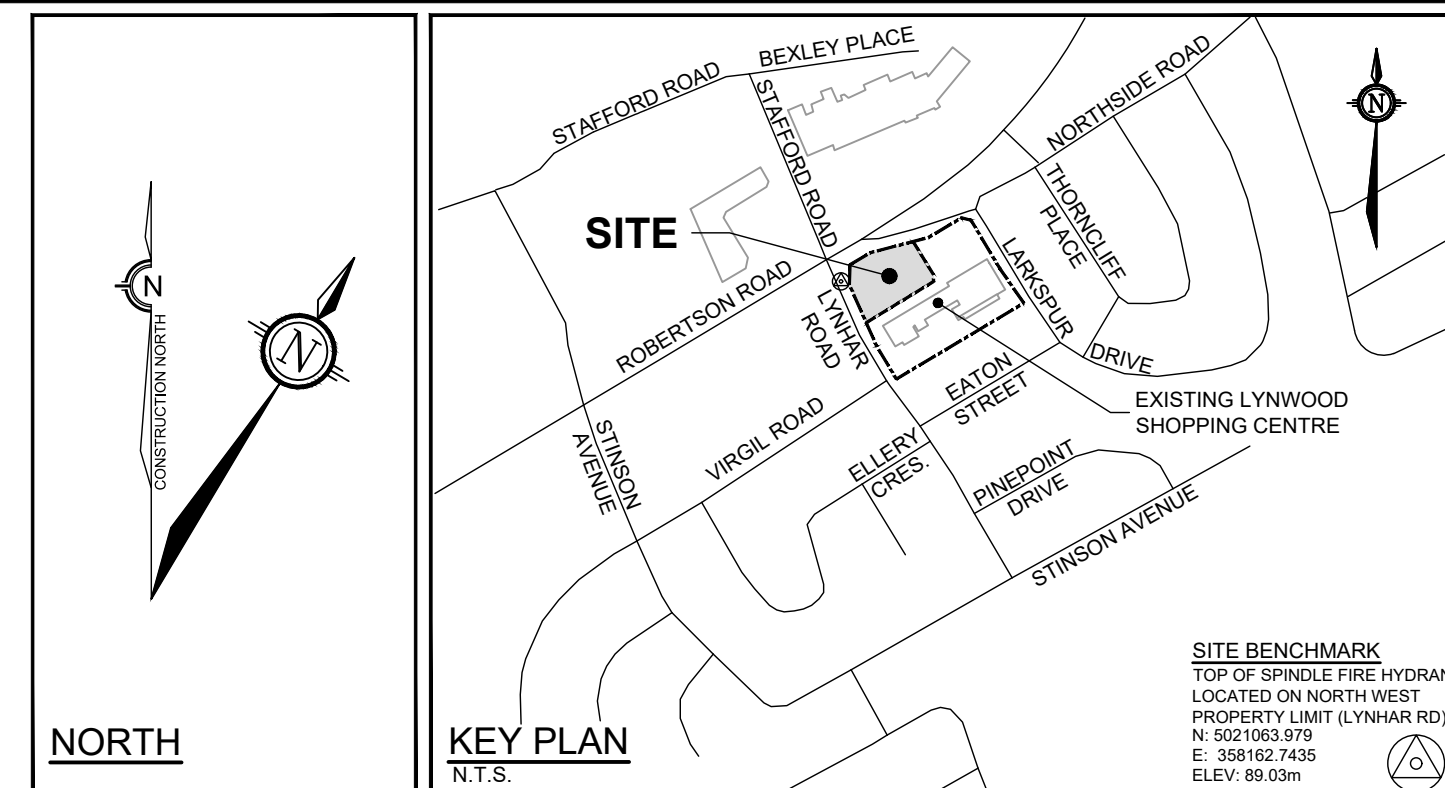 N
CONSTRUCTION NORTH
N
NORTH
BEXLEY PLACE
STAFFORD ROAD
STAFFORD ROAD
NORTHSIDE ROAD
N
THORNCLIFF
PLACE
SITE
LARKSPUR
DRIVE
ROBERTSON ROAD
LYNHAR
ROAD
EATON
STREET
EXISTING LYNWOOD
SHOPPING CENTRE
STINSON
AVENUE
VIRGIL ROAD
ELLERY
CRES.
PINEPOINT
DRIVE
STINSON AVENUE
KEY PLAN
N.T.S.
SITE BENCHMARK
TOP OF SPINDLE FIRE HYDRAN
LOCATED ON NORTH WEST
PROPERTY LIMIT (LYNHAR RD)
N: 5021063.979
E: 358162.7435
ELEV: 89.03m